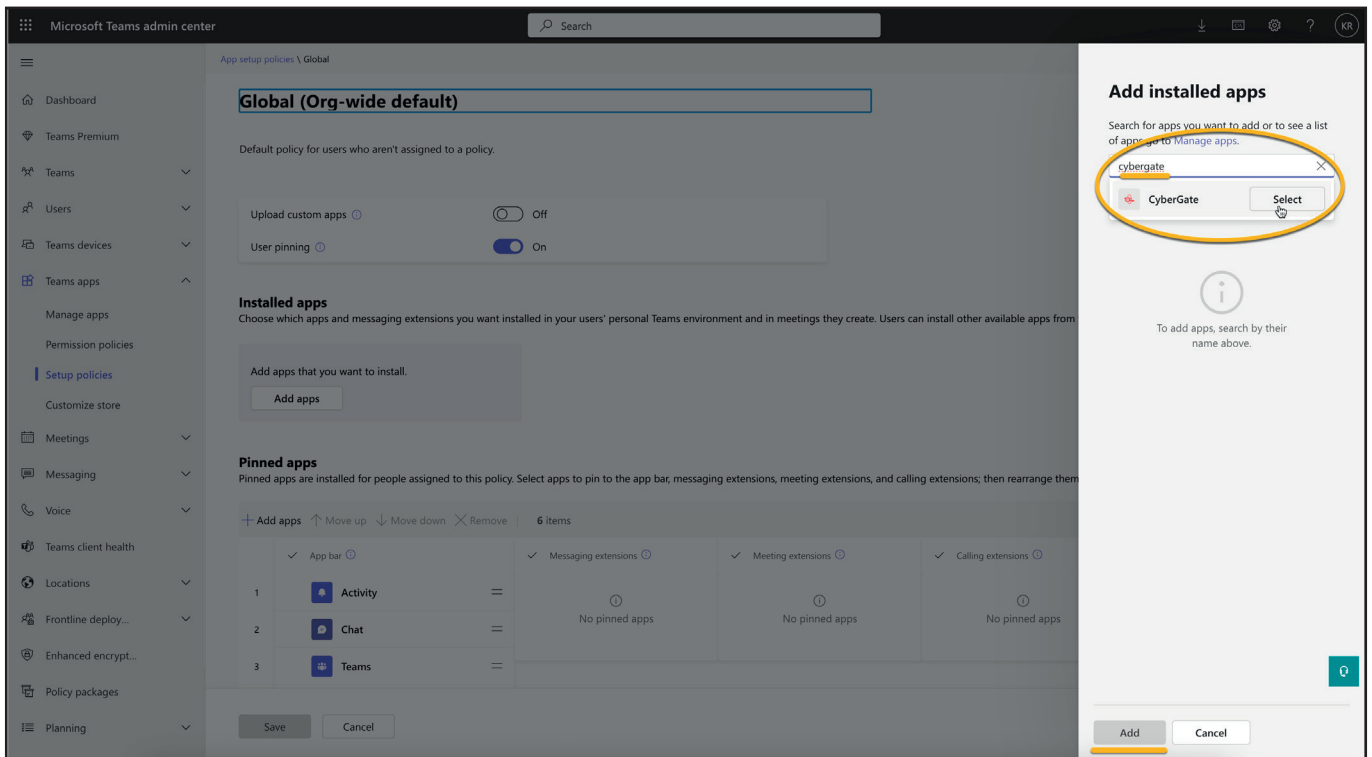 Microsoft Teams admin center
Search
KR
Dashboard
Teams Premium
Teams
Users
Teams devices
Teams apps
Manage apps
Permission policies
Setup policies
Customize store
Meetings
Messaging
Voice
Teams client health
Locations
Frontline deploy...
Enhanced encrypt...
Policy packages
Planning
App setup policies \ Global
Global (Org-wide default)
Default policy for users who aren't assigned to a policy.
Upload custom apps Off
User pinning On
Installed apps
Choose which apps and messaging extensions you want installed in your users' personal Teams environment and in meetings they create. Users can install other available apps from
Add apps that you want to install.
Add apps
Pinned apps
Pinned apps are installed for people assigned to this policy. Select apps to pin to the app bar, messaging extensions, meeting extensions, and calling extensions; then rearrange them
Add apps Move up Move down Remove 6 items
App bar Messaging extensions Meeting extensions Calling extensions
1 Activity
2 Chat
3 Teams
No pinned apps No pinned apps No pinned apps
Save Cancel
Add installed apps
Search for apps you want to add or to see a list
of apps go to Manage apps.
cybergate
CyberGate Select
To add apps, search by their
name above.
Add Cancel